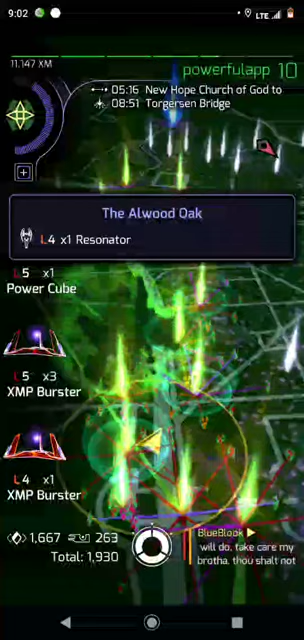 9:02
LTE
11,147 XM
powerfulapp 10
05:16 New Hope Church of God to
08:51 Torgersen Bridge
The Alwood Oak
L4 x1 Resonator
L5 x1
Power Cube
L5 x3
XMP Burster
L4 x1
XMP Burster
1,667 263
Total: 1,930
BlueBlook
will do, take care my
brotha, thou shalt not